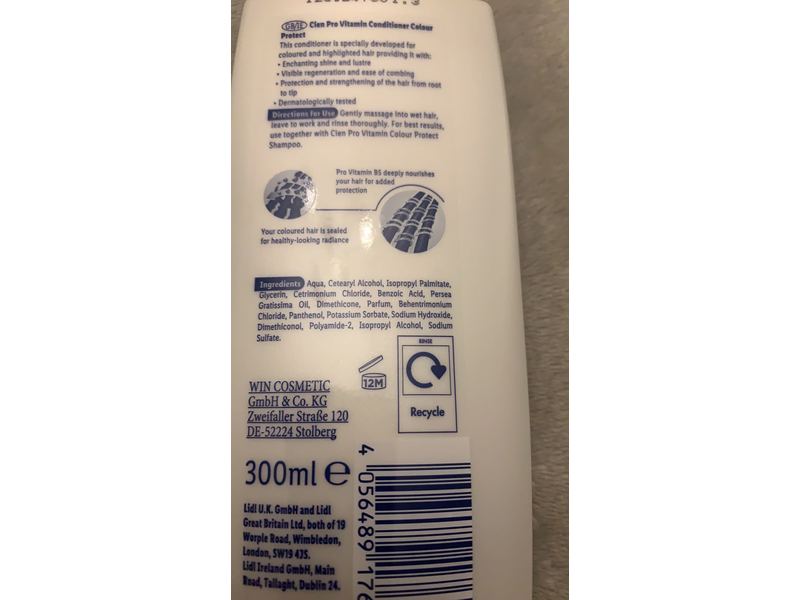 GB/IE Cien Pro Vitamin Conditioner Colour
Protect
This conditioner is specially developed for
coloured and highlighted hair providing it with:
• Enchanting shine and lustre
• Visible regeneration and ease of combing
• Protection and strengthening of the hair from root
to tip
• Dermatologically tested
Directions for Use Gently massage into wet hair,
leave to work and rinse thoroughly. For best results,
use together with Cien Pro Vitamin Colour Protect
Shampoo.
Pro Vitamin B5 deeply nourishes
your hair for added
protection
Your coloured hair is sealed
for healthy-looking radiance
Ingredients Aqua, Cetearyl Alcohol, Isopropyl Palmitate,
Glycerin, Cetrimonium Chloride, Benzoic Acid, Persea
Gratissima Oil, Dimethicone, Parfum, Behentrimonium
Chloride, Panthenol, Potassium Sorbate, Sodium Hydroxide,
Dimethiconol, Polyamide-2, Isopropyl Alcohol, Sodium
Sulfate.
12M
RINSE
Recycle
WIN COSMETIC
GmbH & Co. KG
Zweifaller Straße 120
DE-52224 Stolberg
300ml e
Lidl U.K. GmbH and Lidl
Great Britain Ltd, both of 19
Worple Road, Wimbledon,
London, SW19 4JS.
Lidl Ireland GmbH, Main
Road, Tallaght, Dublin 24.
4 056489 176